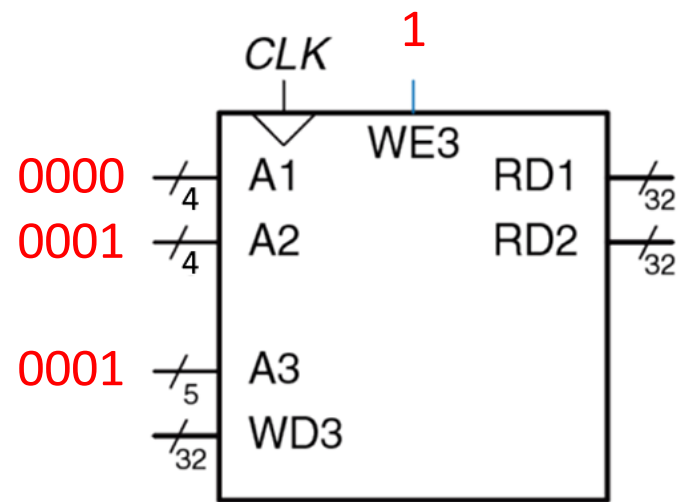 1
CLK
WE3
0000 4 A1 RD1 32
0001 4 A2 RD2 32
0001 5 A3
32 WD3